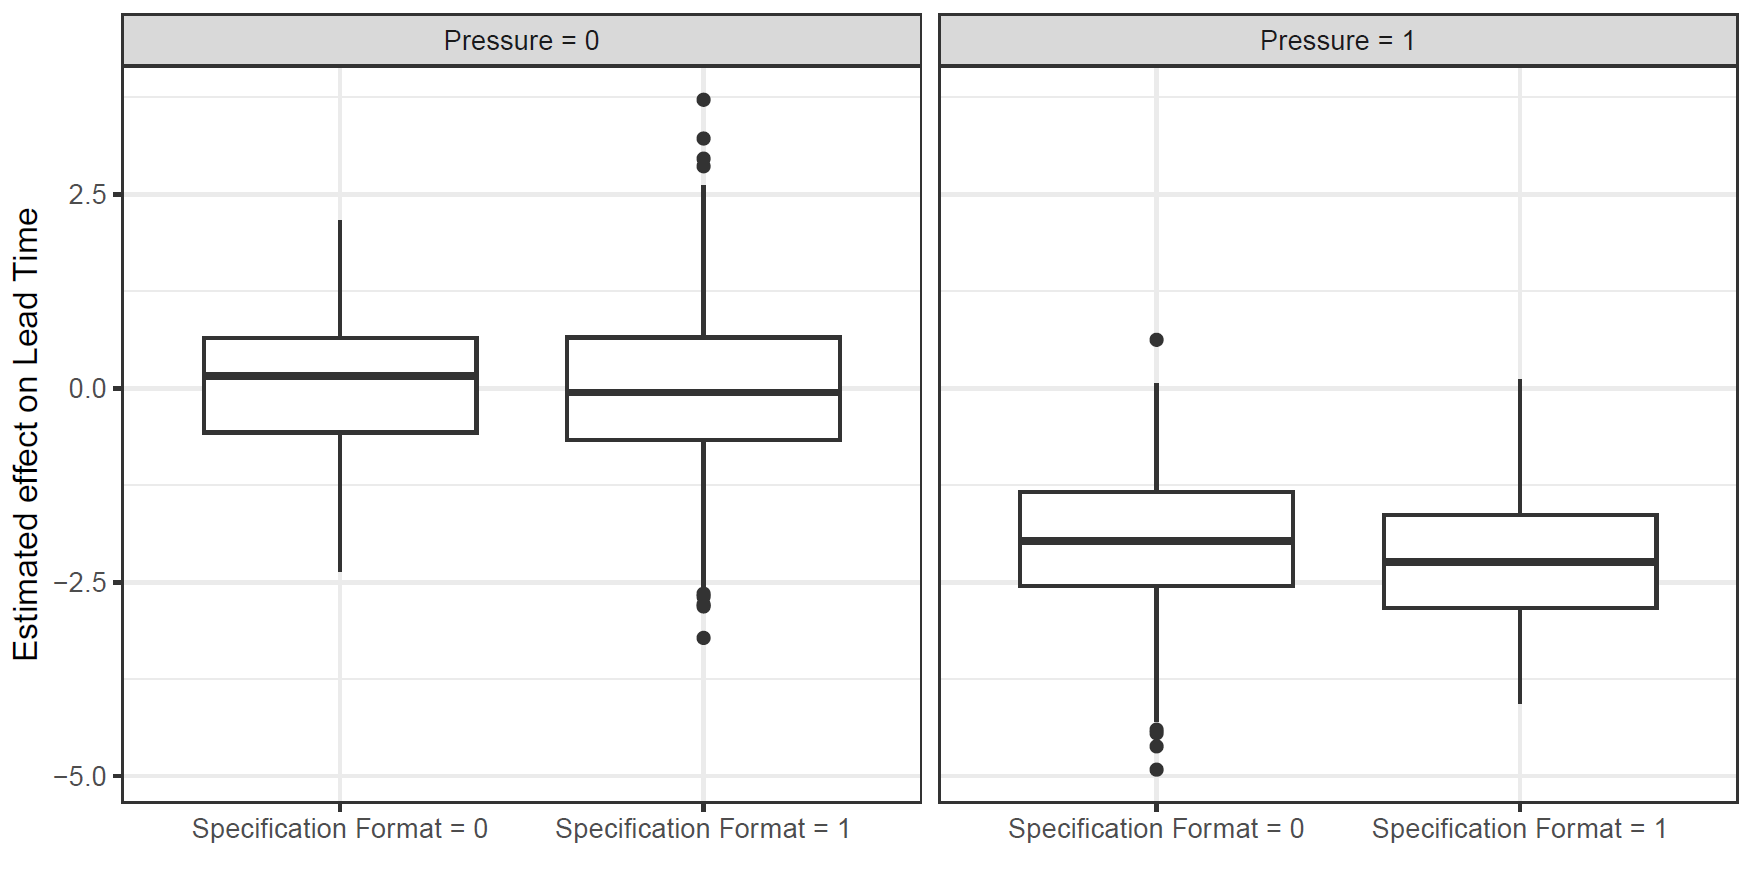 Pressure = 0
Pressure = 1
Estimated effect on Lead Time
2.5
0.0
−2.5
−5.0
Specification Format = 0
Specification Format = 1
Specification Format = 0
Specification Format = 1